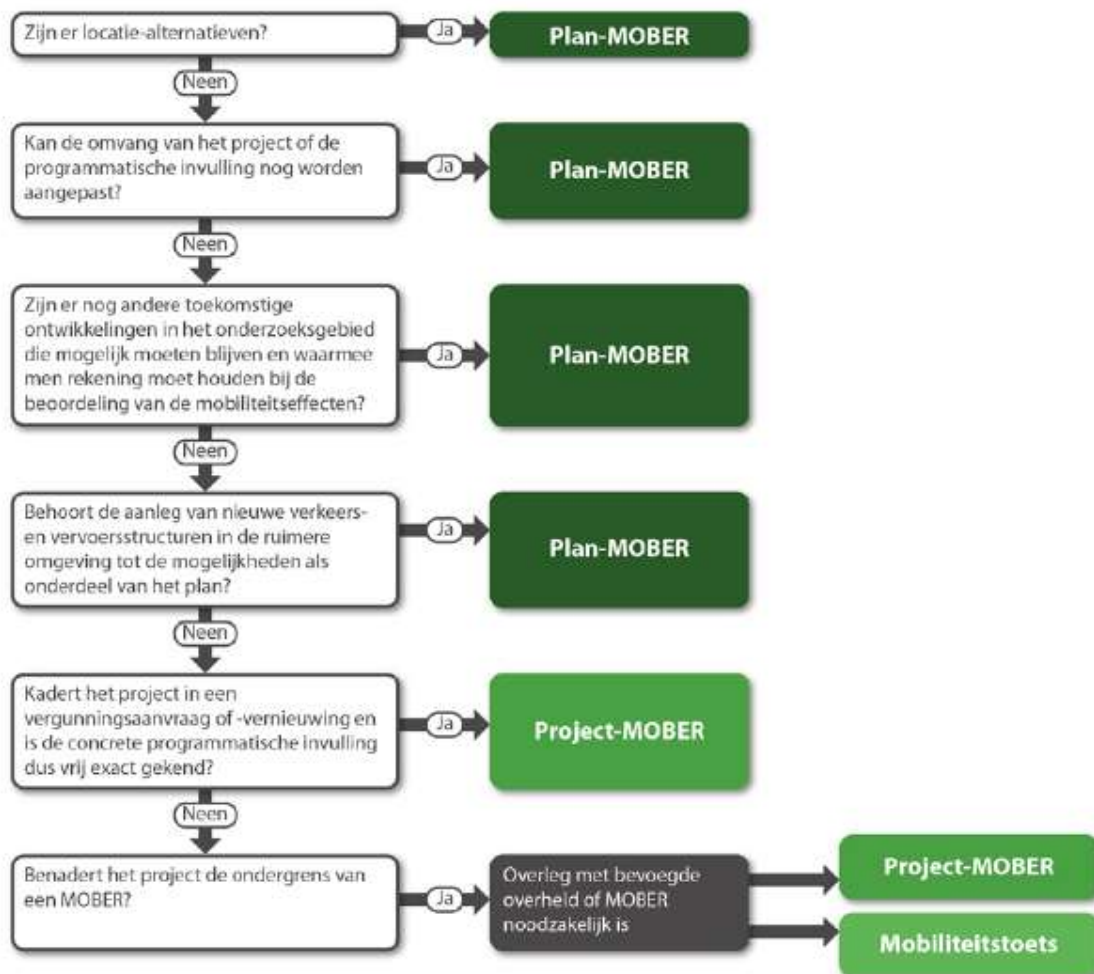 Zijn er locatie-alternatieven?
Ja
Plan-MOBER
Neen
Kan de omvang van het project of de
programmatische invulling nog worden
aangepast?
Ja
Plan-MOBER
Neen
Zijn er nog andere toekomstige
ontwikkelingen in het onderzoeksgebied
die mogelijk moeten blijven en waarmee
men rekening moet houden bij de
beoordeling van de mobiliteitseffecten?
Ja
Plan-MOBER
Neen
Behoort de aanleg van nieuwe verkeers-
en vervoersstructuren in de ruimere
omgeving tot de mogelijkheden als
onderdeel van het plan?
Ja
Plan-MOBER
Neen
Kadert het project in een
vergunningsaanvraag of -vernieuwing en
is de concrete programmatische invulling
dus vrij exact gekend?
Ja
Project-MOBER
Neen
Benadert het project de ondergrens van
een MOBER?
Ja
Overleg met bevoegde
overheid of MOBER
noodzakelijk is
Project-MOBER
Mobiliteitstoets